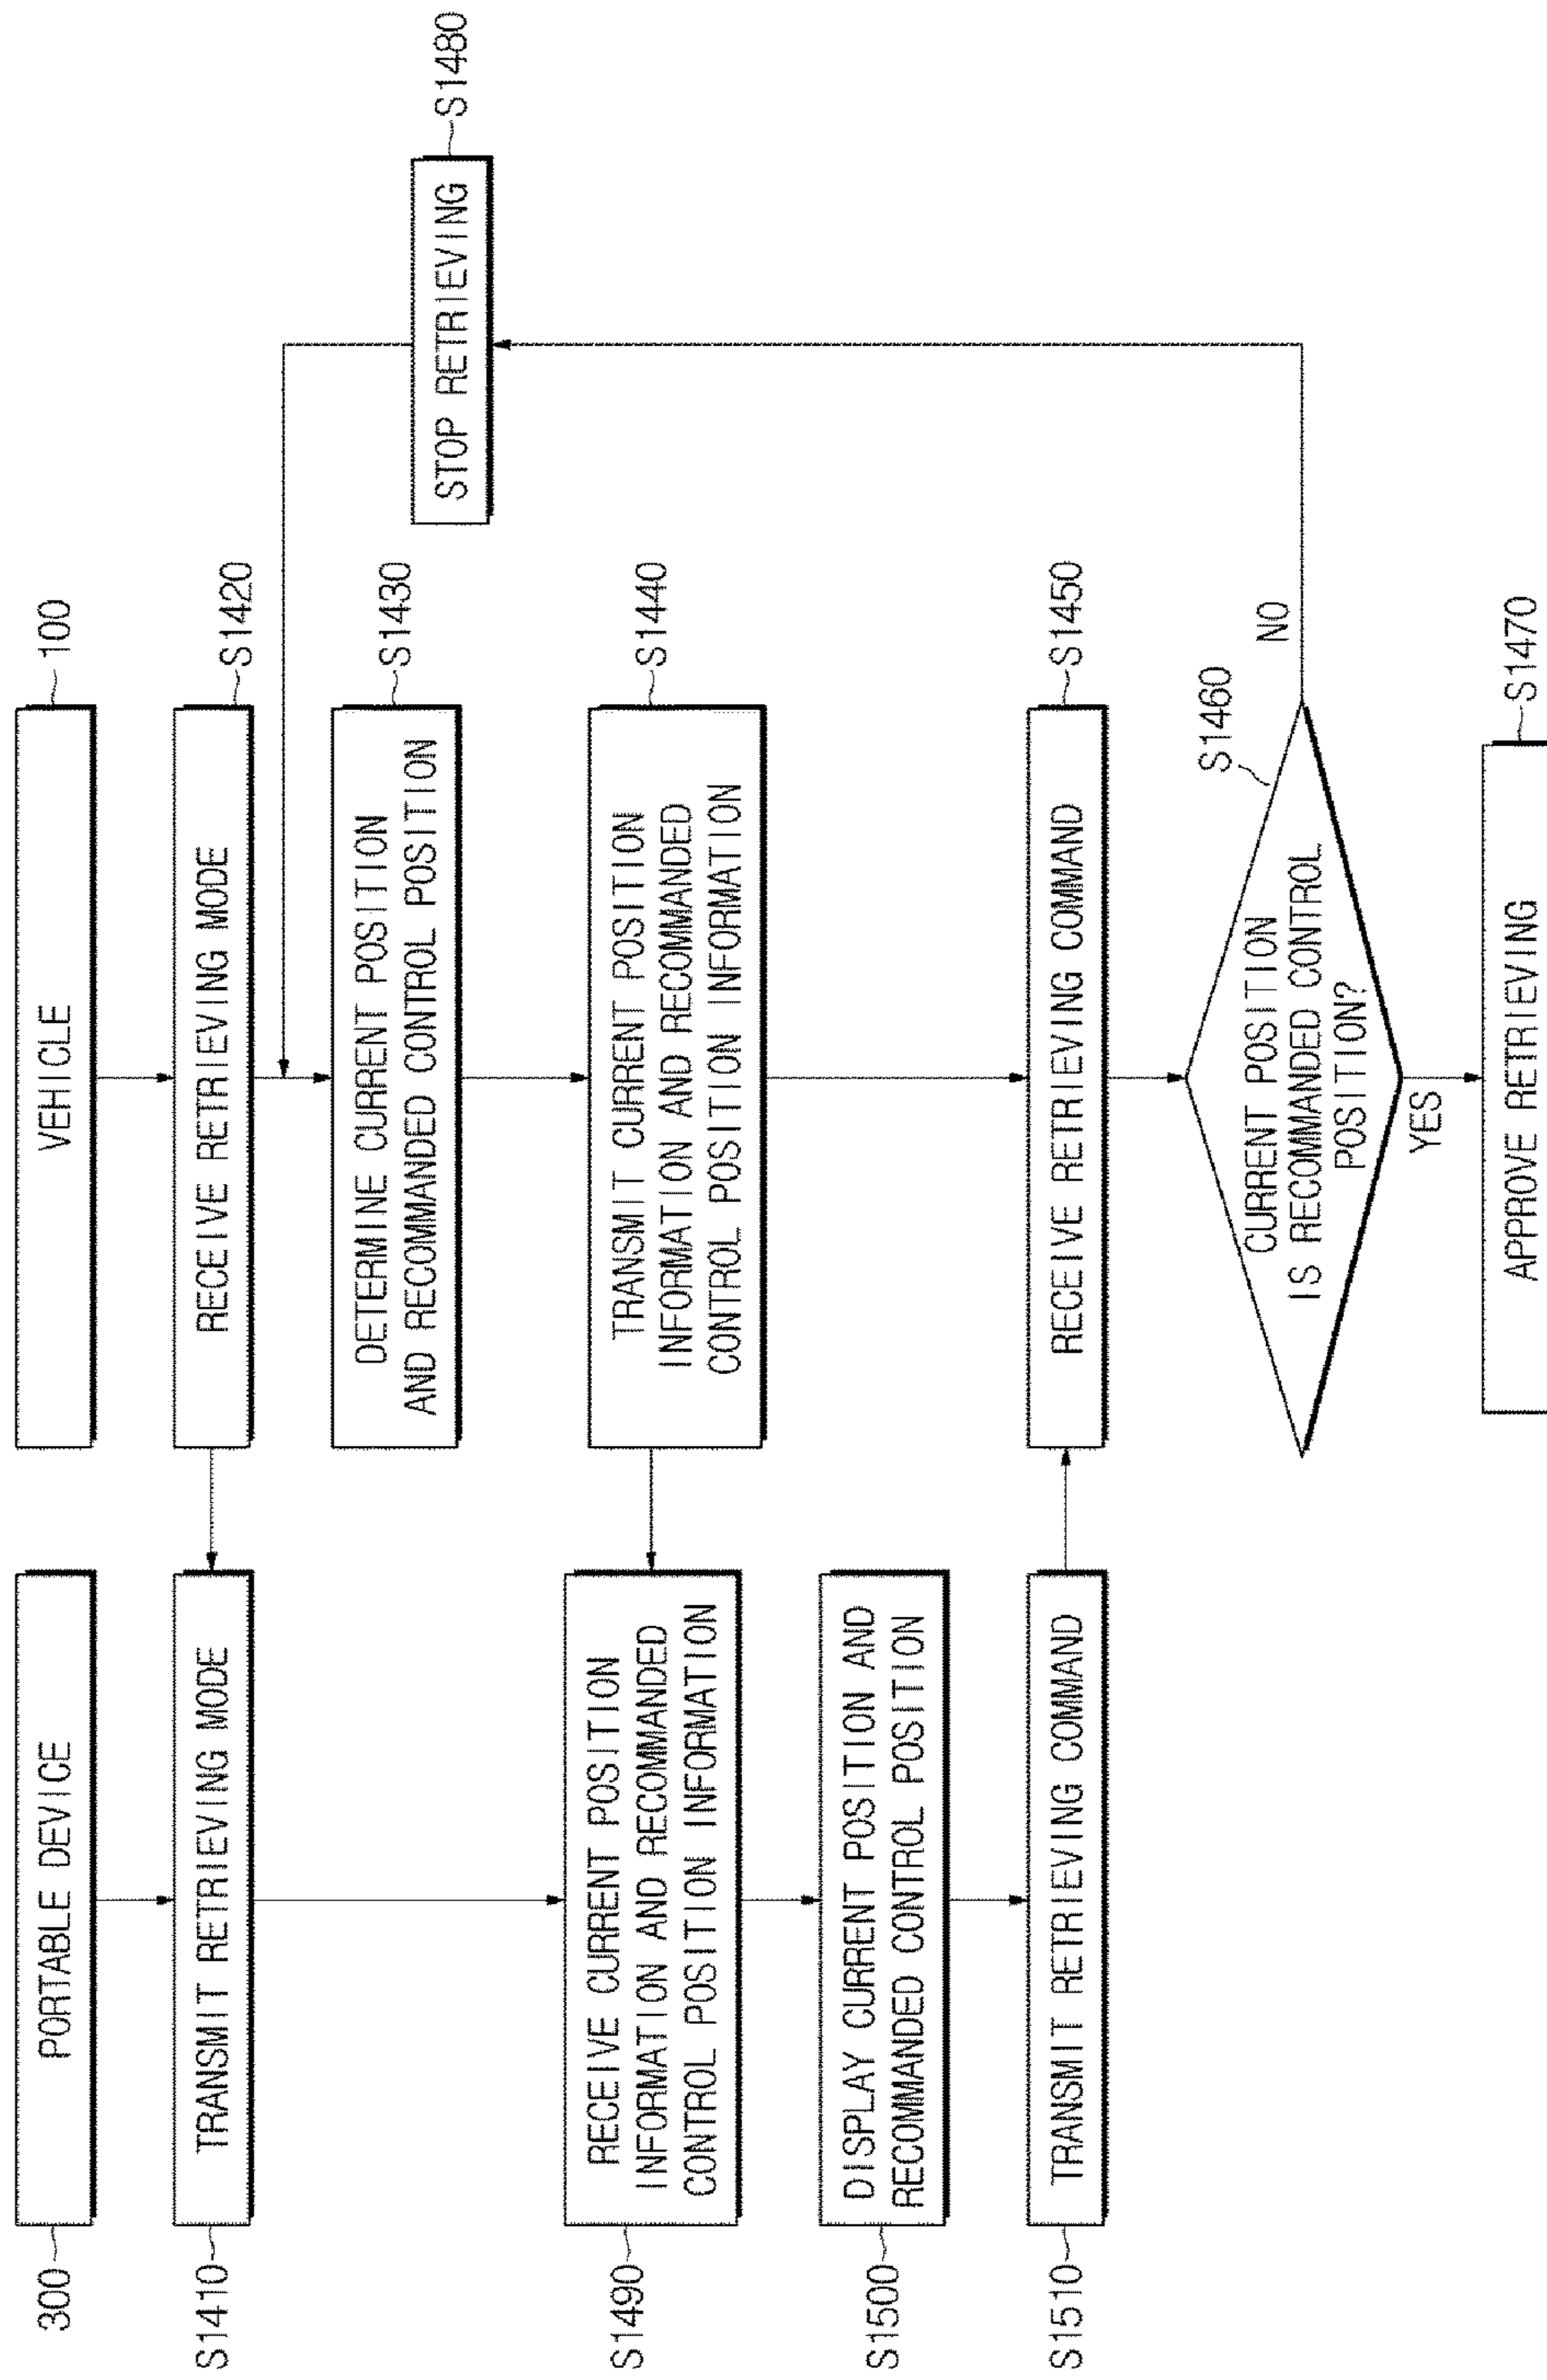 300
PORTABLE DEVICE
VEHICLE
100
S1410
TRANSMIT RETRIEVING MODE
RECEIVE RETRIEVING MODE
S1420
DETERMINE CURRENT POSITION
AND RECOMMANDED CONTROL POSITION
S1430
STOP RETRIEVING
S1480
S1490
RECEIVE CURRENT POSITION
INFORMATION AND RECOMMANDED
CONTROL POSITION INFORMATION
TRANSMIT CURRENT POSITION
INFORMATION AND RECOMMANDED
CONTROL POSITION INFORMATION
S1440
S1500
DISPLAY CURRENT POSITION AND
RECOMMANDED CONTROL POSITION
S1510
TRANSMIT RETRIEVING COMMAND
RECEIVE RETRIEVING COMMAND
S1450
S1460
CURRENT POSITION
IS RECOMMANDED CONTROL
POSITION?
NO
YES
APPROVE RETRIEVING
S1470